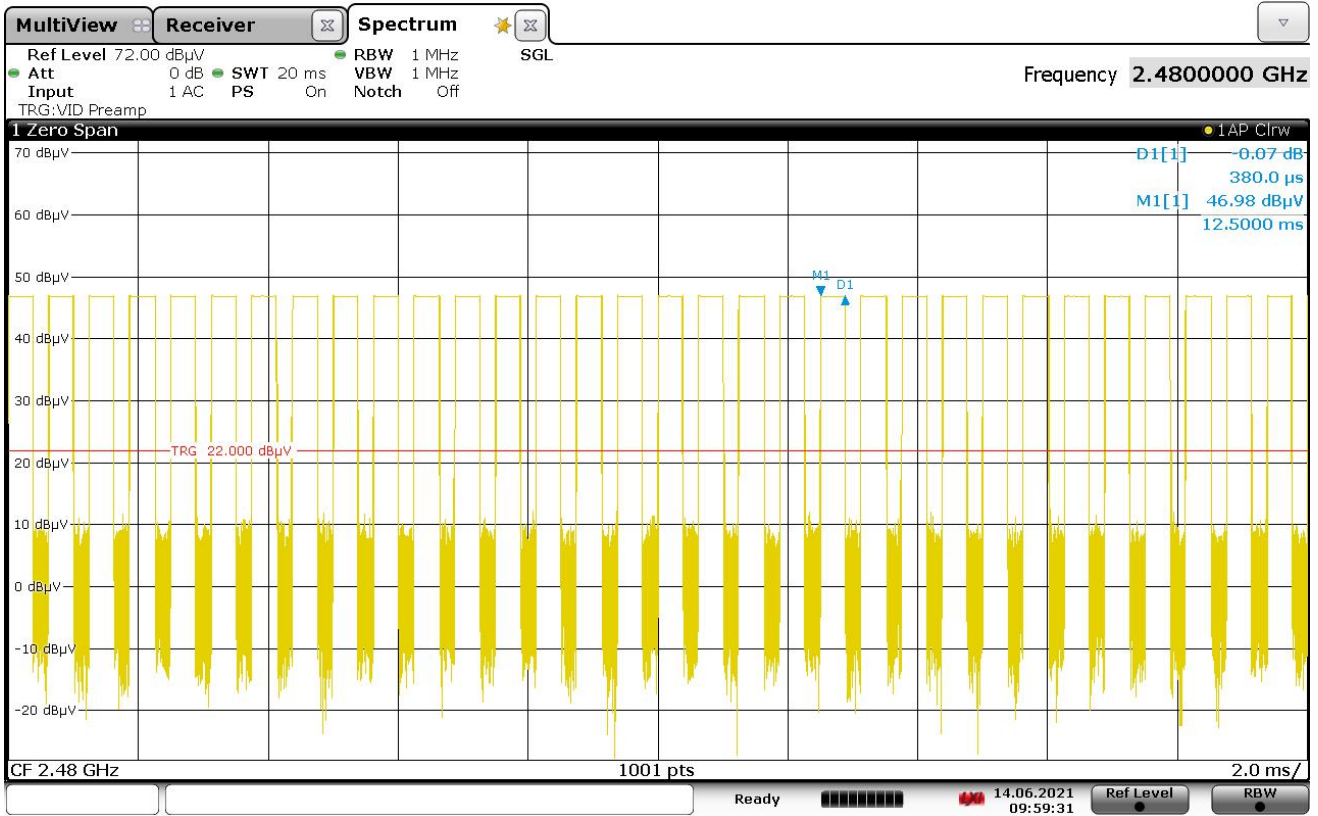 MultiView Receiver Spectrum
Ref Level 72.00 dBµV RBW 1 MHz SGL
Att 0 dB SWT 20 ms VBW 1 MHz Frequency 2.4800000 GHz
Input 1 AC PS On Notch Off
TRG:VID Preamp
1 Zero Span 1AP Clrw
70 dBµV D1[1] -0.07 dB
380.0 µs
M1[1] 46.98 dBµV
60 dBµV
12.5000 ms
50 dBµV M1
D1
40 dBµV
30 dBµV
TRG 22.000 dBµV
20 dBµV
10 dBµV
0 dBµV
-10 dBµV
-20 dBµV
CF 2.48 GHz 1001 pts 2.0 ms/
Ready LXI 14.06.2021 Ref Level RBW
09:59:31